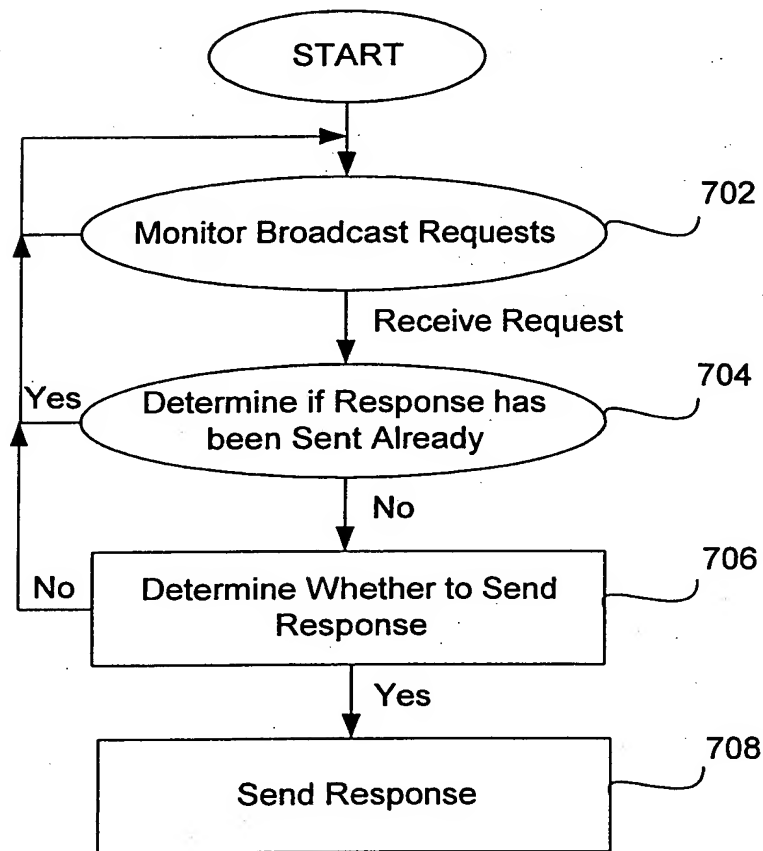 START
702
Monitor Broadcast Requests
Receive Request
704
Yes
Determine if Response has
been Sent Already
No
706
No
Determine Whether to Send
Response
Yes
708
Send Response